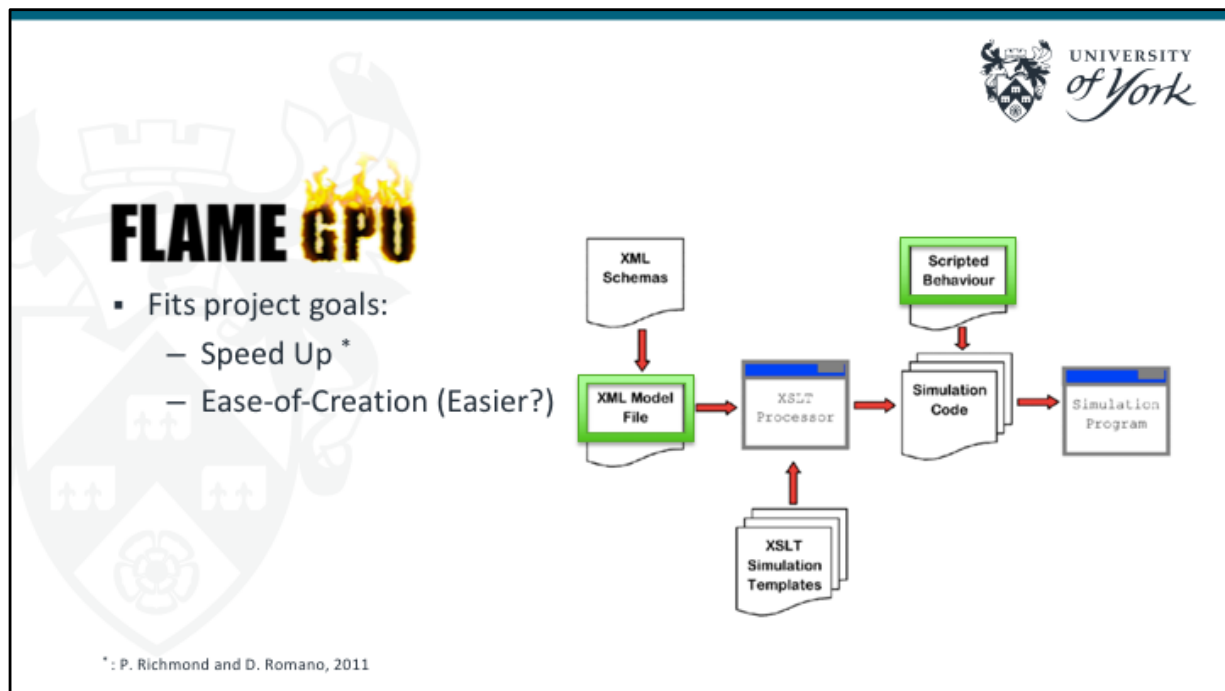 UNIVERSITY
of York
FLAME GPU
▪ Fits project goals:
– Speed Up *
– Ease-of-Creation (Easier?)
XML
Schemas
Scripted
Behaviour
XML Model
File
XSLT
Processor
Simulation
Code
Simulation
Program
XSLT
Simulation
Templates
* : P. Richmond and D. Romano, 2011